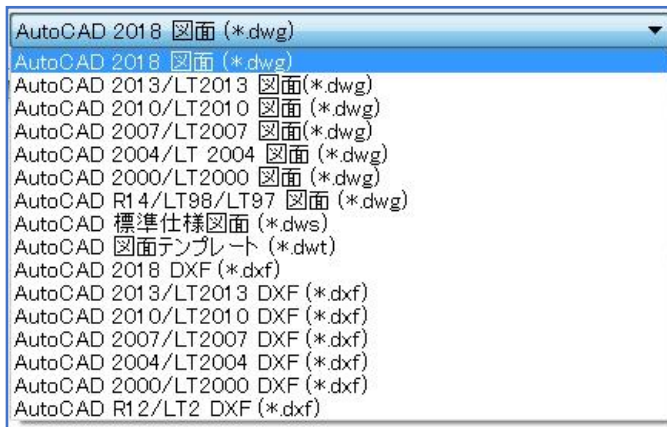 AutoCAD 2018 図面 (*.dwg)
AutoCAD 2018 図面 (*.dwg)
AutoCAD 2013/LT2013 図面(*.dwg)
AutoCAD 2010/LT2010 図面 (*.dwg)
AutoCAD 2007/LT2007 図面(*.dwg)
AutoCAD 2004/LT 2004 図面 (*.dwg)
AutoCAD 2000/LT2000 図面 (*.dwg)
AutoCAD R14/LT98/LT97 図面 (*.dwg)
AutoCAD 標準仕様図面 (*.dws)
AutoCAD 図面テンプレート (*.dwt)
AutoCAD 2018 DXF (*.dxf)
AutoCAD 2013/LT2013 DXF (*.dxf)
AutoCAD 2010/LT2010 DXF (*.dxf)
AutoCAD 2007/LT2007 DXF (*.dxf)
AutoCAD 2004/LT2004 DXF (*.dxf)
AutoCAD 2000/LT2000 DXF (*.dxf)
AutoCAD R12/LT2 DXF (*.dxf)